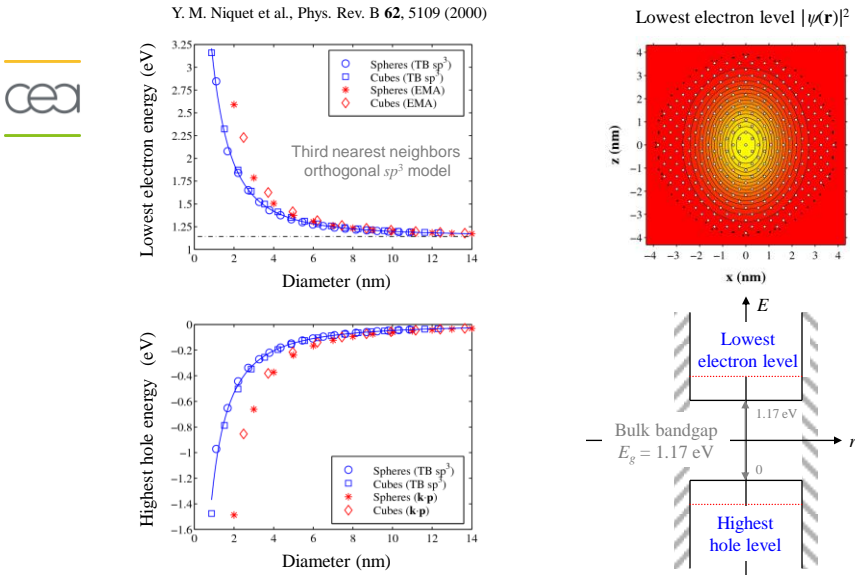 Y. M. Niquet et al., Phys. Rev. B 62, 5109 (2000)
Lowest electron level |ψ(r)|²
cea
Lowest electron energy (eV)
3.25
3
2.75
2.5
2.25
2
1.75
1.5
1.25
1
Spheres (TB sp³)
Cubes (TB sp³)
Spheres (EMA)
Cubes (EMA)
Third nearest neighbors
orthogonal sp³ model
0 2 4 6 8 10 12 14
Diameter (nm)
z (nm)
4
3
2
1
0
−1
−2
−3
−4
−4 −3 −2 −1 0 1 2 3 4
x (nm)
Highest hole energy (eV)
0
−0.2
−0.4
−0.6
−0.8
−1
−1.2
−1.4
−1.6
Spheres (TB sp³)
Cubes (TB sp³)
Spheres (k·p)
Cubes (k·p)
0 2 4 6 8 10 12 14
Diameter (nm)
E
Lowest
electron level
1.17 eV
Bulk bandgap
Eg = 1.17 eV
r
0
Highest
hole level